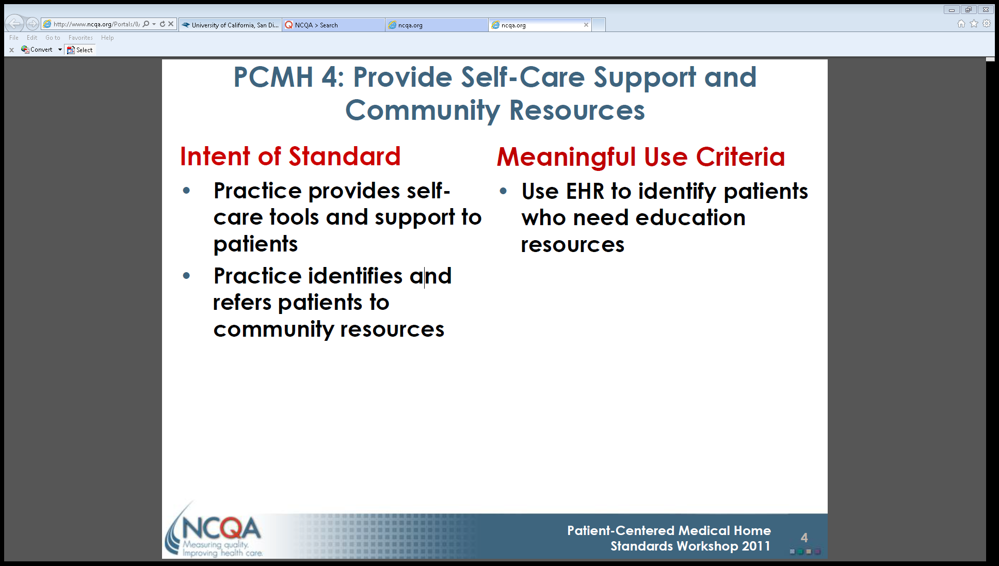 http://www.ncqa.org/Portals/0/
University of California, San Di...
NCQA > Search
ncqa.org
ncqa.org
File Edit Go to Favorites Help
x Convert Select
PCMH 4: Provide Self-Care Support and
Community Resources
Intent of Standard
• Practice provides self-
care tools and support to
patients
• Practice identifies and
refers patients to
community resources
Meaningful Use Criteria
• Use EHR to identify patients
who need education
resources
NCQA
Measuring quality.
Improving health care.
Patient-Centered Medical Home
Standards Workshop 2011
4